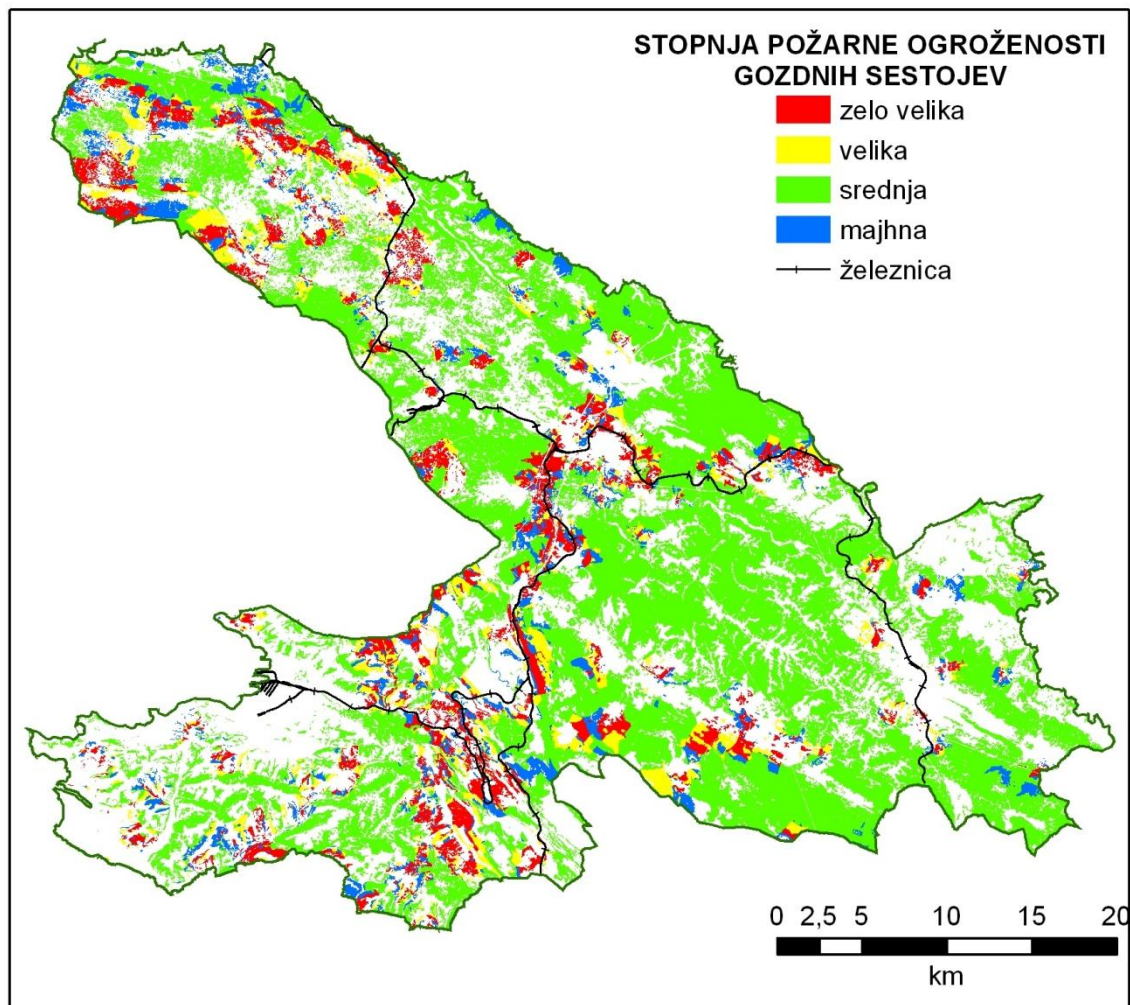 STOPNJA POŽARNE OGROŽENOSTI
GOZDNIH SESTOJEV
zelo velika
velika
srednja
majhna
železnica
0 2,5 5 10 15 20
km